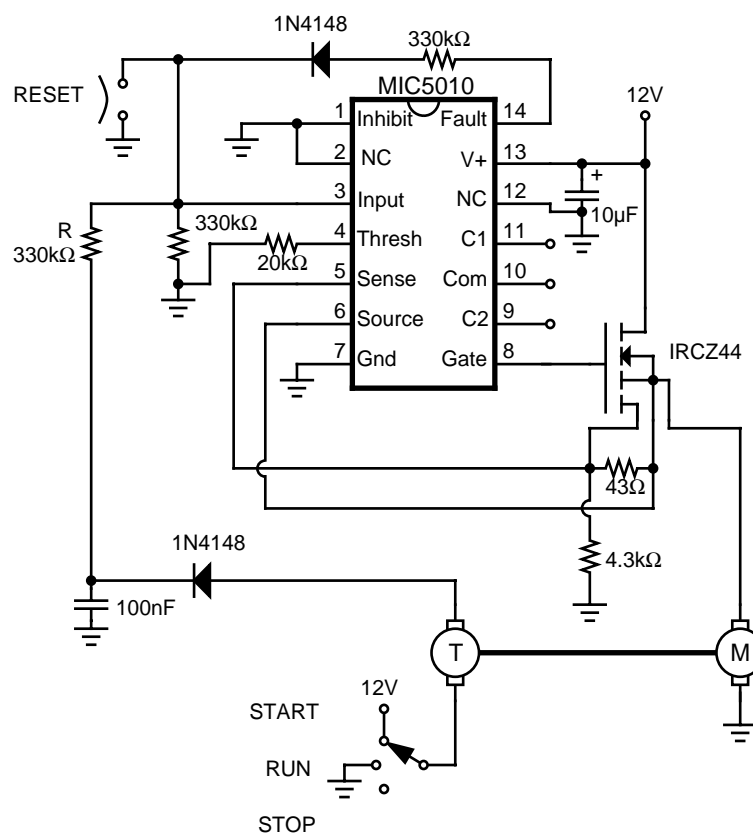 1N4148
330kΩ
RESET
MIC5010
12V
1 Inhibit Fault 14
2 NC V+ 13
3 Input NC 12
4 Thresh C1 11
5 Sense Com 10
6 Source C2 9
7 Gnd Gate 8
+
10µF
R
330kΩ
330kΩ
20kΩ
IRCZ44
43Ω
4.3kΩ
1N4148
100nF
T
M
12V
START
RUN
STOP